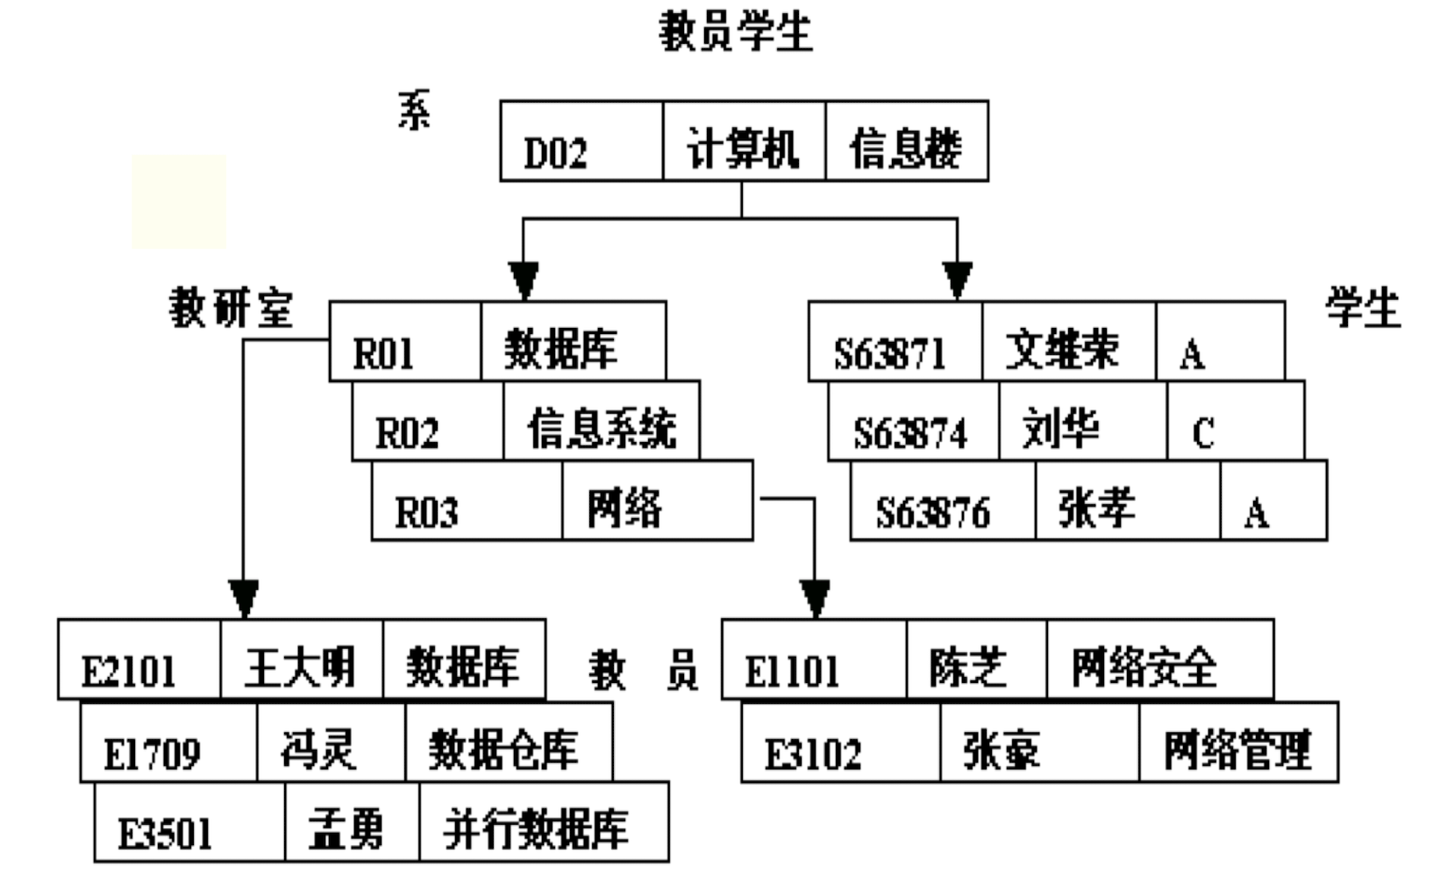 教员学生
系
D02 计算机 信息楼
教研室
R01 数据库
R02 信息系统
R03 网络
学生
S63871 文继荣 A
S63874 刘华 C
S63876 张孝 A
教 员
E2101 王大明 数据库
E1709 冯灵 数据仓库
E3501 孟勇 并行数据库
E1101 陈芝 网络安全
E3102 张豪 网络管理